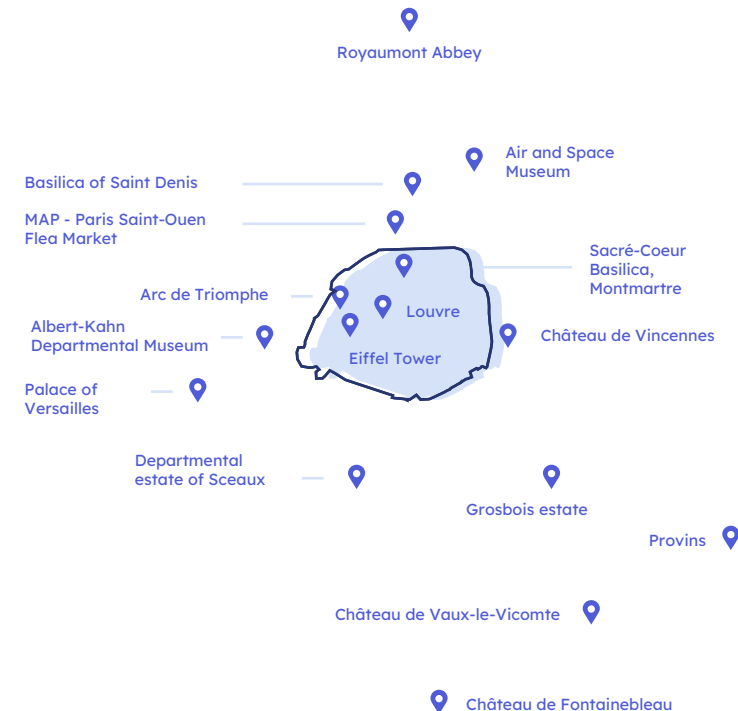 Royaumont Abbey
Air and Space
Museum
Basilica of Saint Denis
MAP - Paris Saint-Ouen
Flea Market
Sacré-Coeur
Basilica,
Montmartre
Arc de Triomphe
Louvre
Albert-Kahn
Departmental Museum
Château de Vincennes
Eiffel Tower
Palace of
Versailles
Departmental
estate of Sceaux
Grosbois estate
Provins
Château de Vaux-le-Vicomte
Château de Fontainebleau